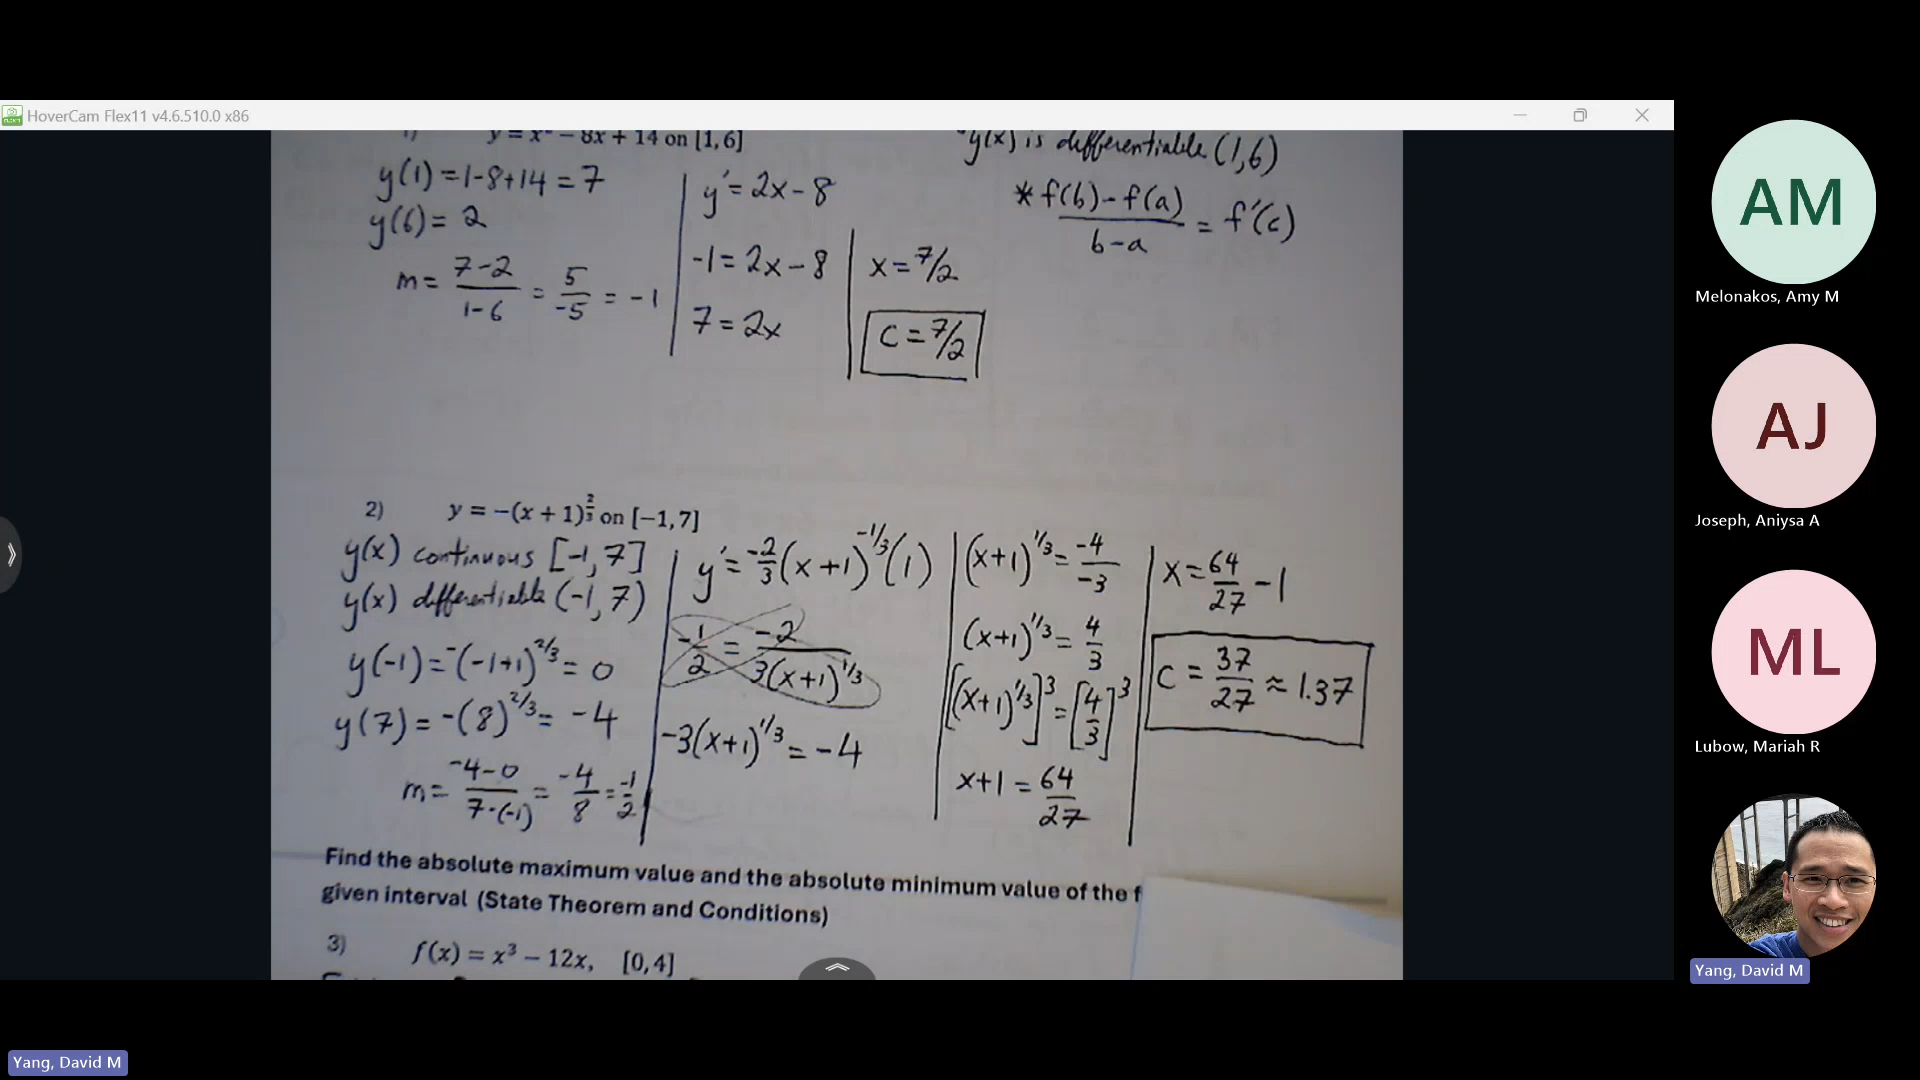 HoverCam Flex11 v4.6.510.0 x86
y = x² − 8x + 14 on [1, 6]
y(x) is differentiable (1,6)
y(1) = 1-8+14 = 7
y(6) = 2
m = 7-2 / 1-6 = 5 / -5 = -1
y' = 2x - 8
-1 = 2x - 8
7 = 2x
x = 7/2
C = 7/2
* f(b) - f(a) / b-a = f'(c)
2) y = −(x + 1)^2/3 on [−1, 7]
y(x) continuous [-1, 7]
y(x) differentiable (-1, 7)
y(-1) = -(-1+1)^2/3 = 0
y(7) = -(8)^2/3 = -4
m = -4-0 / 7-(-1) = -4 / 8 = -1 / 2
y' = -2/3 (x+1)^-1/3 (1)
-1 / 2 = -2 / 3(x+1)^1/3
-3(x+1)^1/3 = -4
(x+1)^1/3 = -4 / -3
(x+1)^1/3 = 4 / 3
[(x+1)^1/3]^3 = [4/3]^3
x+1 = 64 / 27
x = 64 / 27 - 1
C = 37 / 27 ≈ 1.37
Find the absolute maximum value and the absolute minimum value of the f
given interval (State Theorem and Conditions)
3) f(x) = x³ − 12x, [0, 4]
AM
Melonakos, Amy M
AJ
Joseph, Aniysa A
ML
Lubow, Mariah R
Yang, David M
Yang, David M